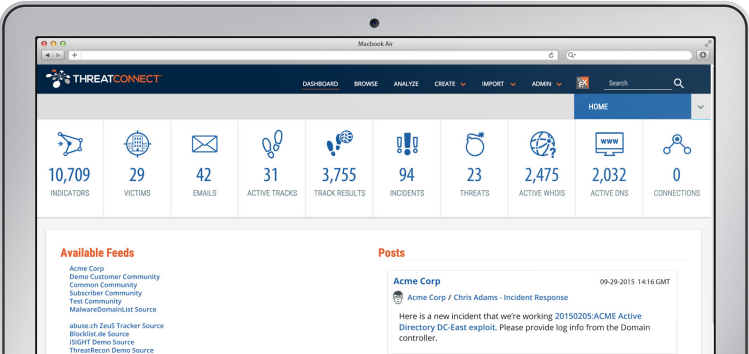 Macbook Air
THREATCONNECT
DASHBOARD BROWSE ANALYZE CREATE IMPORT ADMIN EX Search
HOME
WWW
10,709 29 42 31 3,755 94 23 2,475 2,032 0
INDICATORS VICTIMS EMAILS ACTIVE TRACKS TRACK RESULTS INCIDENTS THREATS ACTIVE WHOIS ACTIVE DNS CONNECTIONS
Available Feeds
Acme Corp
Demo Customer Community
Common Community
Subscriber Community
Test Community
MalwareDomainList Source
abuse.ch ZeuS Tracker Source
Blocklist.de Source
iSIGHT Demo Source
ThreatRecon Demo Source
Posts
Acme Corp 09-29-2015 14:16 GMT
Acme Corp / Chris Adams - Incident Response
Here is a new incident that we're working 20150205:ACME Active
Directory DC-East exploit. Please provide log info from the Domain
controller.